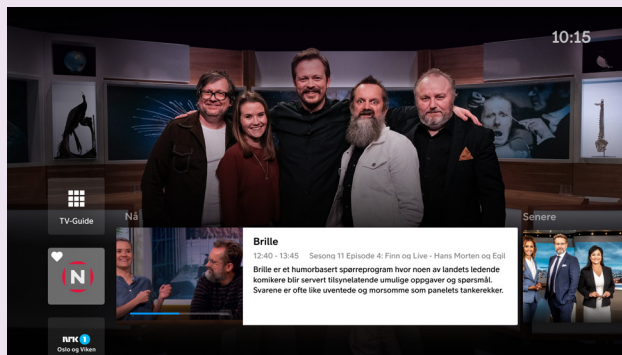 10:15
TV-Guide
Nå
Senere
Brille
12:40 - 13:45 Sesong 11 Episode 4: Finn og Live - Hans Morten og Egil
Brille er et humorbasert spørreprogram hvor noen av landets ledende
komikere blir servert tilsynelatende umulige oppgaver og spørsmål.
Svarene er ofte like uventede og morsomme som panelets tankerekker.
N
NRK 1
Oslo og Viken